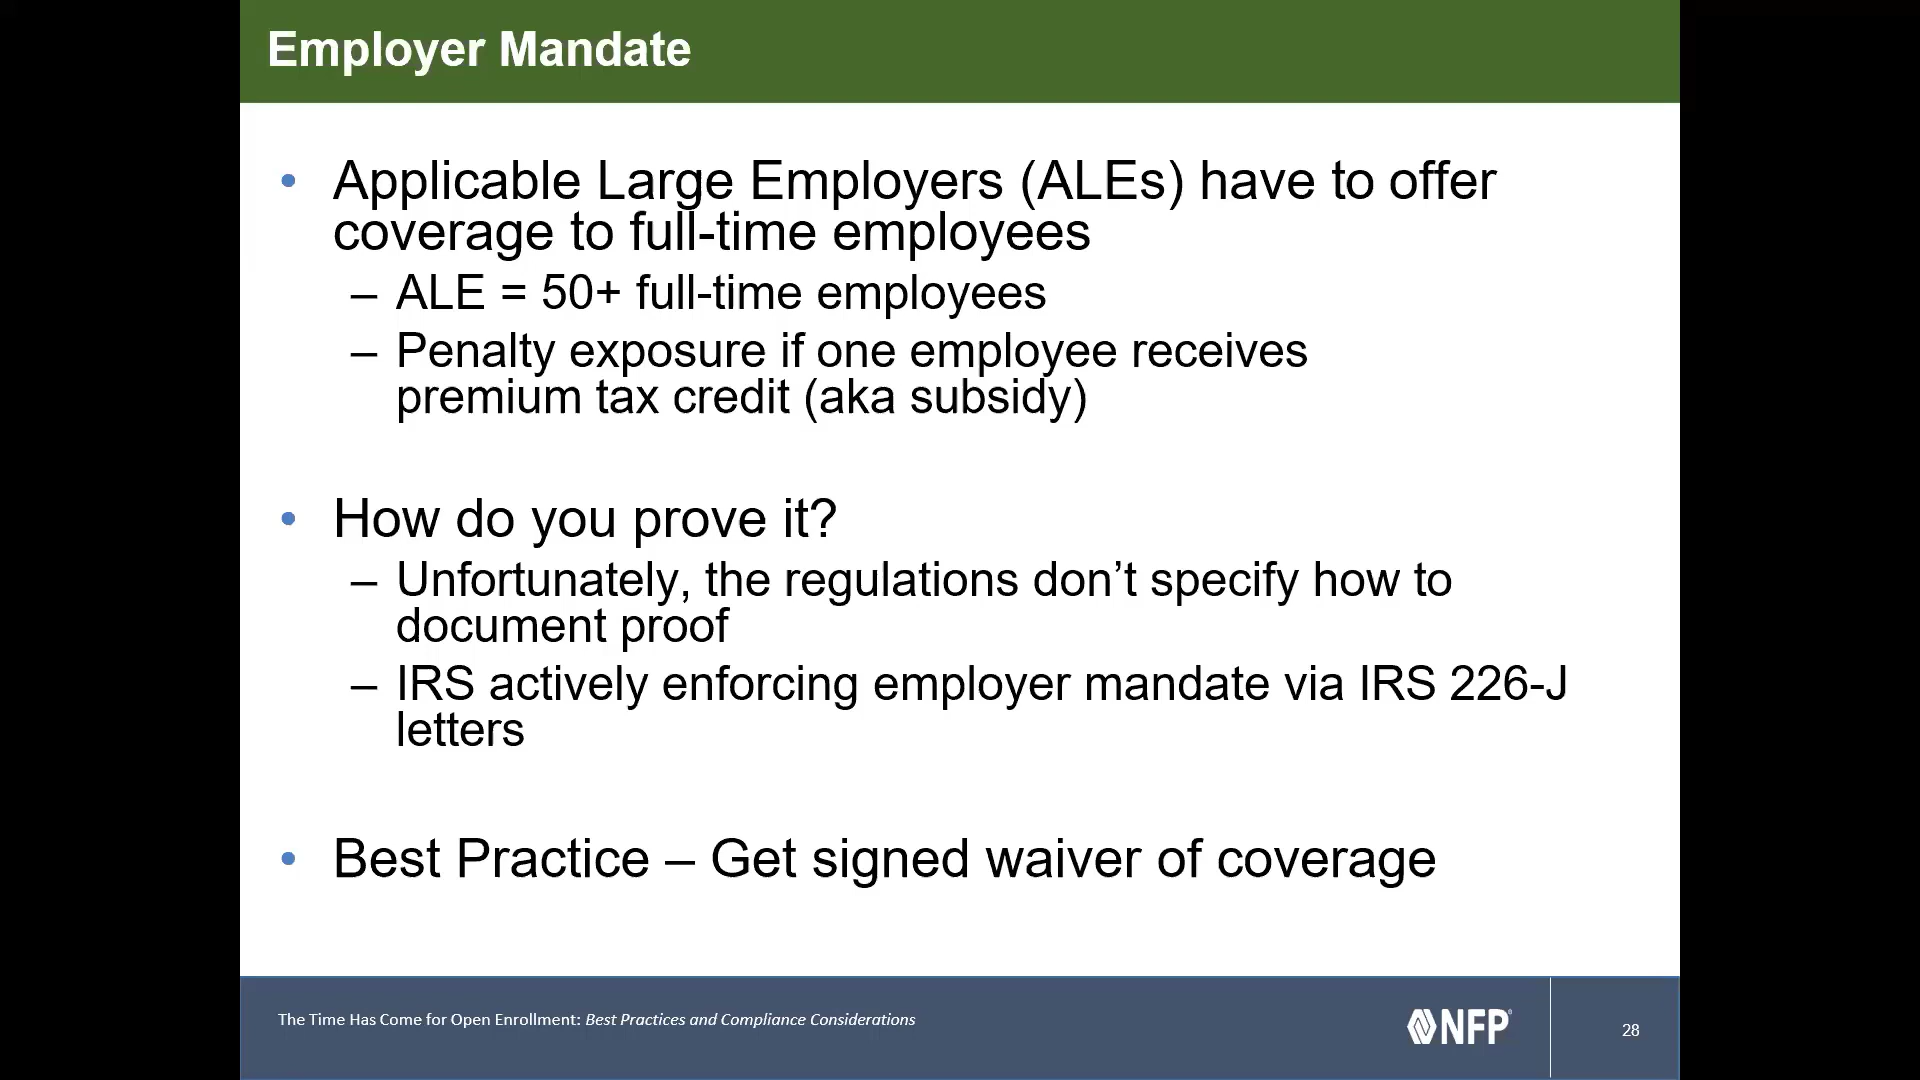 Employer Mandate
• Applicable Large Employers (ALEs) have to offer
coverage to full-time employees
– ALE = 50+ full-time employees
– Penalty exposure if one employee receives
premium tax credit (aka subsidy)
• How do you prove it?
– Unfortunately, the regulations don’t specify how to
document proof
– IRS actively enforcing employer mandate via IRS 226-J
letters
• Best Practice – Get signed waiver of coverage
The Time Has Come for Open Enrollment: Best Practices and Compliance Considerations
NFP®
28